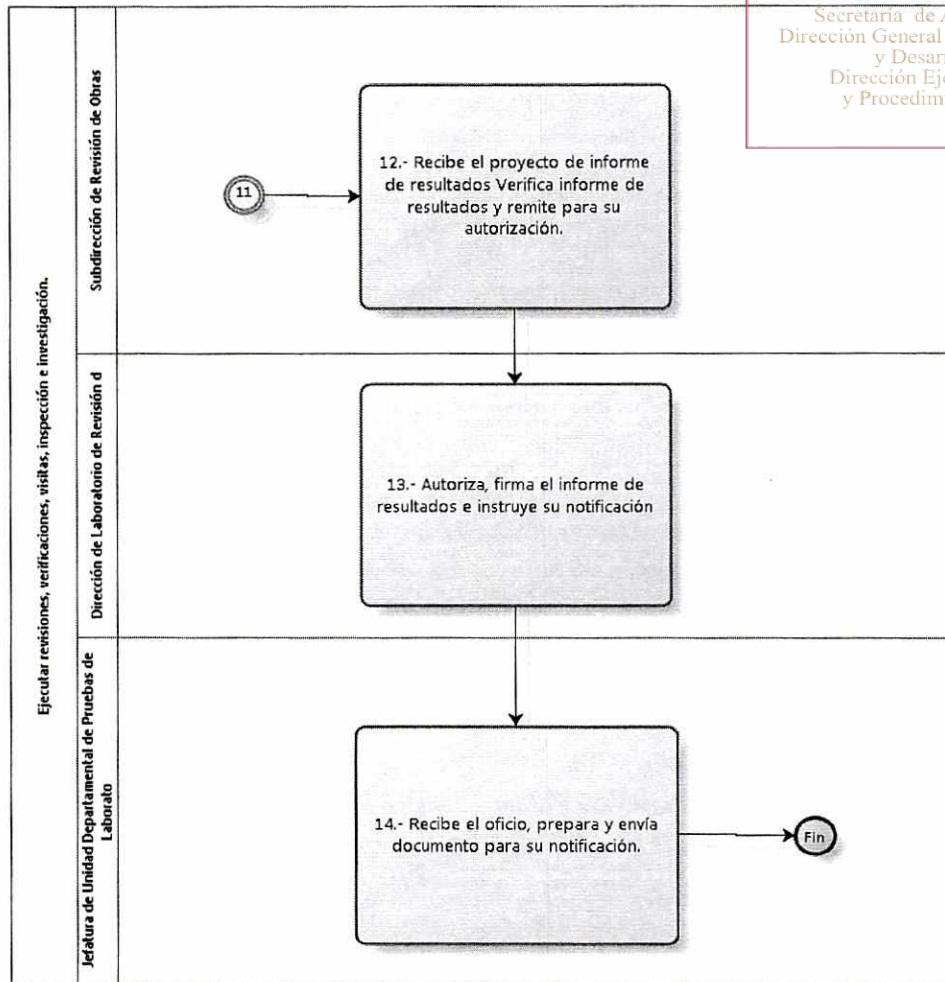 Secretaría de
Dirección General
y Desarr
Dirección Eje
y Procedim
Ejecutar revisiones, verificaciones, visitas, inspección e investigación.
Subdirección de Revisión de Obras
11
12.- Recibe el proyecto de informe
de resultados Verifica informe de
resultados y remite para su
autorización.
Dirección de Laboratorio de Revisión d
13.- Autoriza, firma el informe de
resultados e instruye su notificación
Jefatura de Unidad Departamental de Pruebas de
Laborato
14.- Recibe el oficio, prepara y envía
documento para su notificación.
Fin